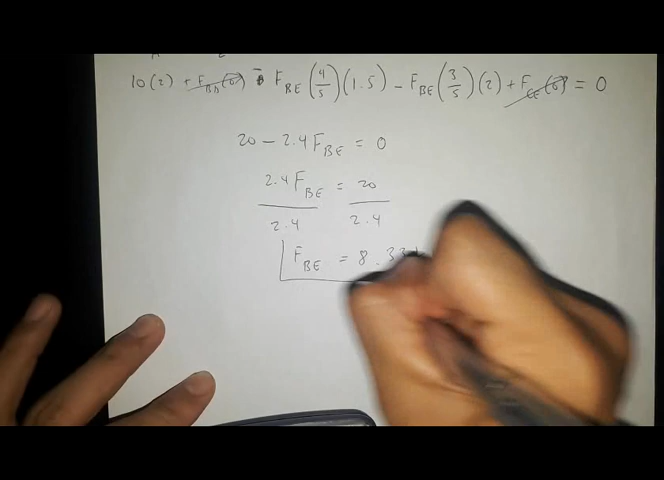 10(2) + F_BD(0) - F_BE(4/5)(1.5) - F_BE(3/5)(2) + F_CE(0) = 0
20 - 2.4F_BE = 0
2.4F_BE = 20
2.4 2.4
F_BE = 8.33